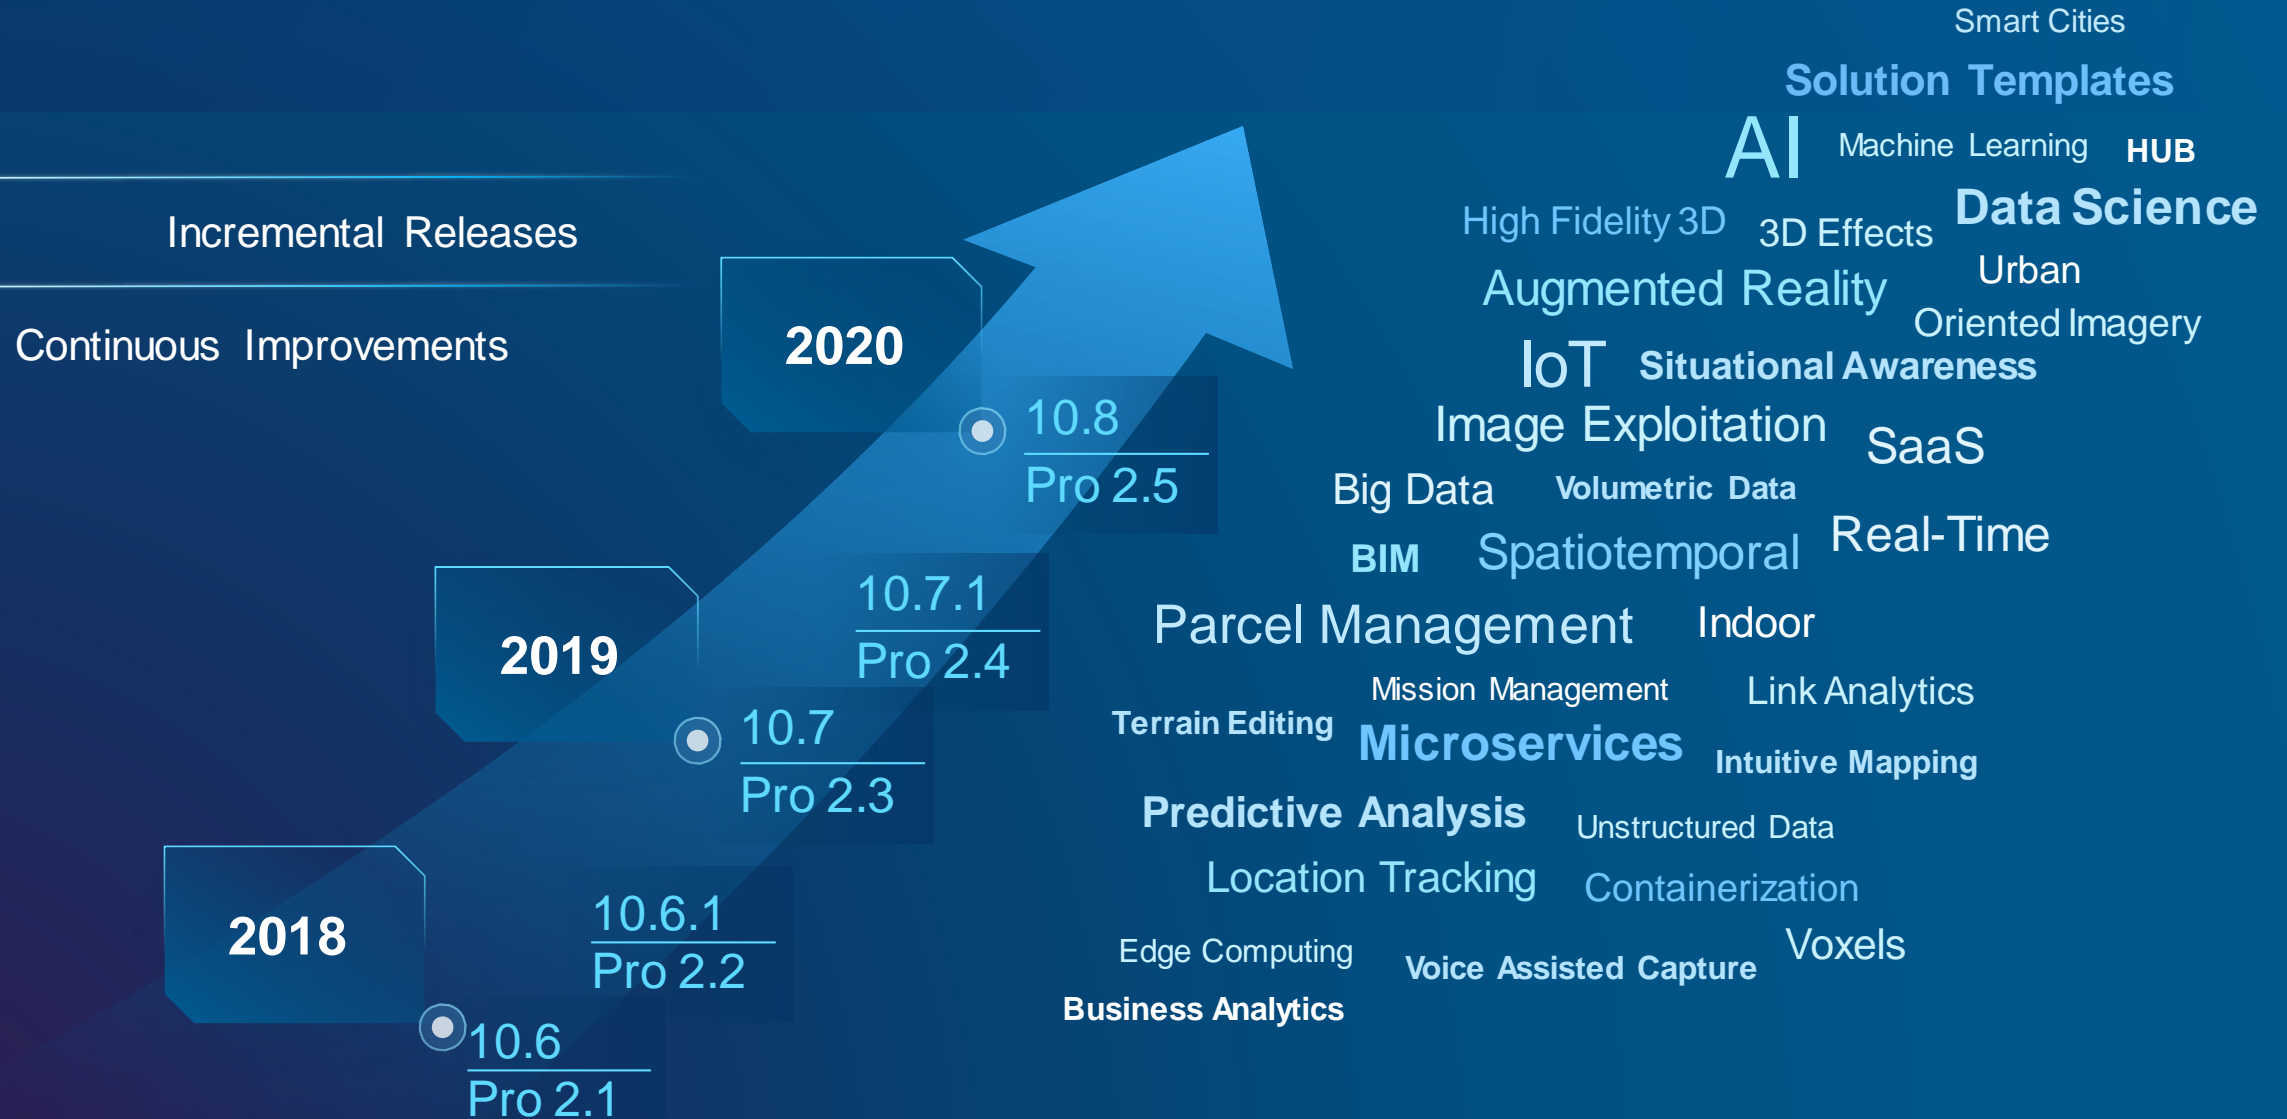 Incremental Releases
Continuous Improvements
2020
10.8
Pro 2.5
2019
10.7.1
Pro 2.4
10.7
Pro 2.3
2018
10.6.1
Pro 2.2
10.6
Pro 2.1
Smart Cities
Solution Templates
AI Machine Learning HUB
Data Science
High Fidelity 3D 3D Effects
Urban
Augmented Reality
Oriented Imagery
IoT Situational Awareness
Image Exploitation SaaS
Big Data Volumetric Data
Real-Time
BIM Spatiotemporal
Parcel Management Indoor
Mission Management Link Analytics
Terrain Editing
Microservices Intuitive Mapping
Predictive Analysis Unstructured Data
Location Tracking Containerization
Voxels
Edge Computing Voice Assisted Capture
Business Analytics